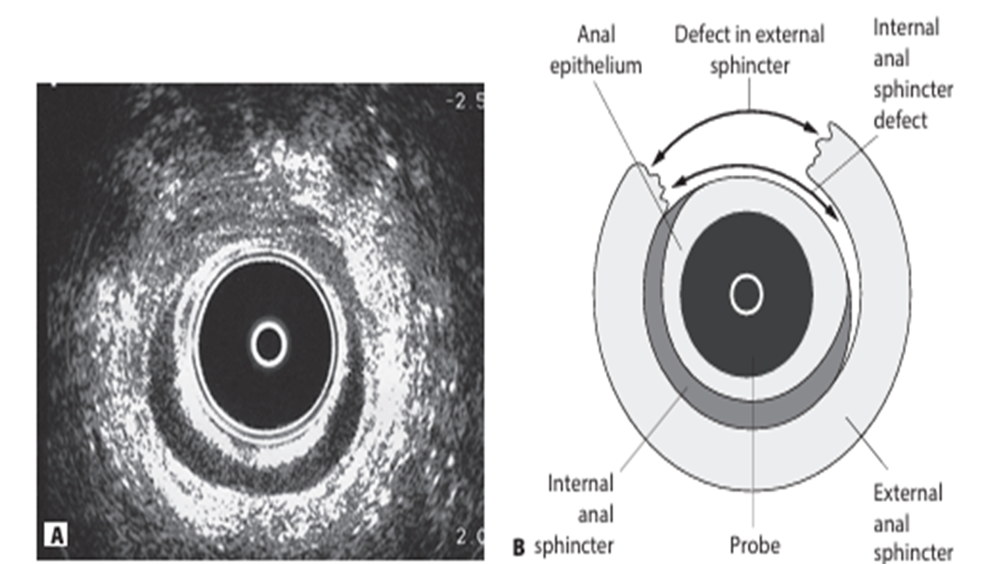 Anal
epithelium
Defect in external
sphincter
Internal
anal
sphincter
defect
-2.5
2.0
A
Internal
anal
sphincter
B
Probe
External
anal
sphincter